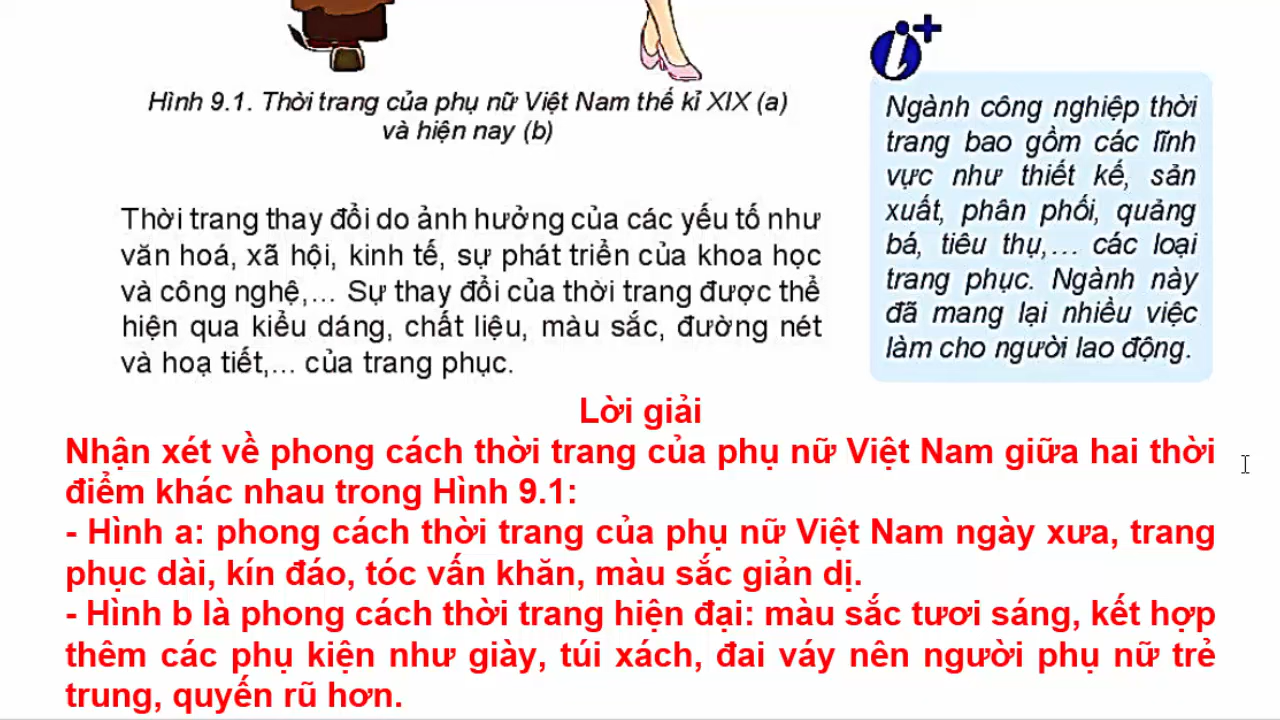 Hình 9.1. Thời trang của phụ nữ Việt Nam thế kỉ XIX (a)
và hiện nay (b)
Thời trang thay đổi do ảnh hưởng của các yếu tố như
văn hoá, xã hội, kinh tế, sự phát triển của khoa học
và công nghệ,... Sự thay đổi của thời trang được thể
hiện qua kiểu dáng, chất liệu, màu sắc, đường nét
và hoạ tiết,... của trang phục.
i+
Ngành công nghiệp thời
trang bao gồm các lĩnh
vực như thiết kế, sản
xuất, phân phối, quảng
bá, tiêu thụ,... các loại
trang phục. Ngành này
đã mang lại nhiều việc
làm cho người lao động.
Lời giải
Nhận xét về phong cách thời trang của phụ nữ Việt Nam giữa hai thời
điểm khác nhau trong Hình 9.1:
- Hình a: phong cách thời trang của phụ nữ Việt Nam ngày xưa, trang
phục dài, kín đáo, tóc vấn khăn, màu sắc giản dị.
- Hình b là phong cách thời trang hiện đại: màu sắc tươi sáng, kết hợp
thêm các phụ kiện như giày, túi xách, đai váy nên người phụ nữ trẻ
trung, quyến rũ hơn.